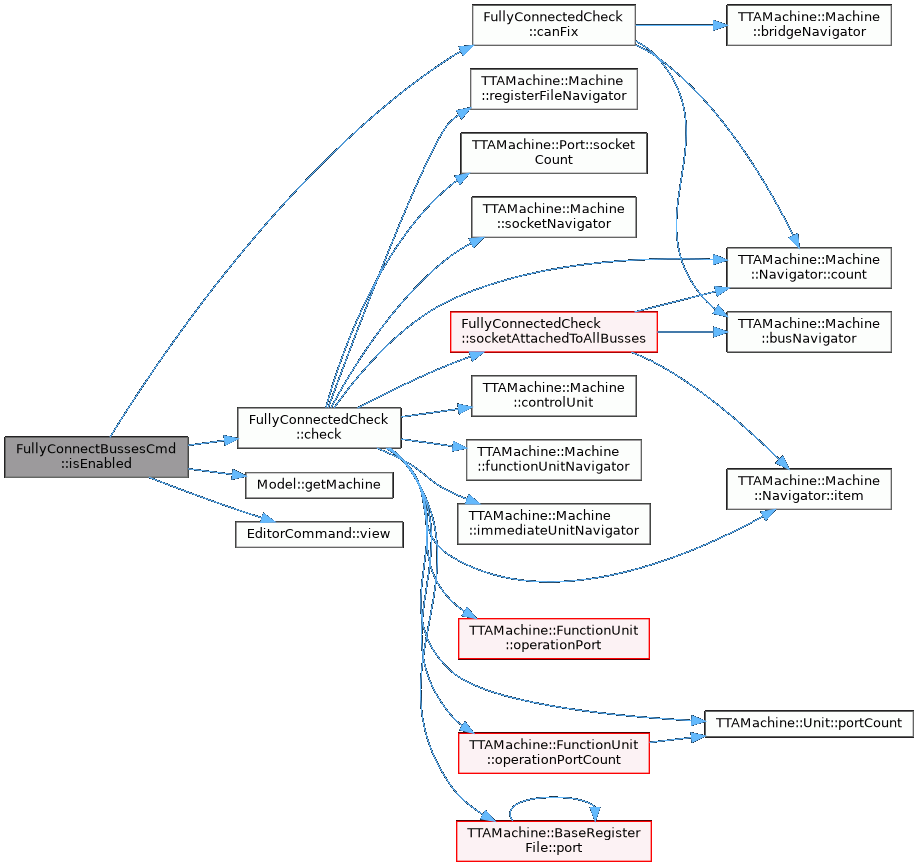 FullyConnectedCheck
::canFix
TTAMachine::Machine
::bridgeNavigator
TTAMachine::Machine
::registerFileNavigator
TTAMachine::Port::socket
Count
TTAMachine::Machine
::socketNavigator
TTAMachine::Machine
::Navigator::count
FullyConnectedCheck
::socketAttachedToAllBusses
TTAMachine::Machine
::busNavigator
TTAMachine::Machine
::controlUnit
FullyConnectedCheck
::check
FullyConnectBussesCmd
::isEnabled
TTAMachine::Machine
::functionUnitNavigator
Model::getMachine
TTAMachine::Machine
::Navigator::item
TTAMachine::Machine
::immediateUnitNavigator
EditorCommand::view
TTAMachine::FunctionUnit
::operationPort
TTAMachine::Unit::portCount
TTAMachine::FunctionUnit
::operationPortCount
TTAMachine::BaseRegister
File::port